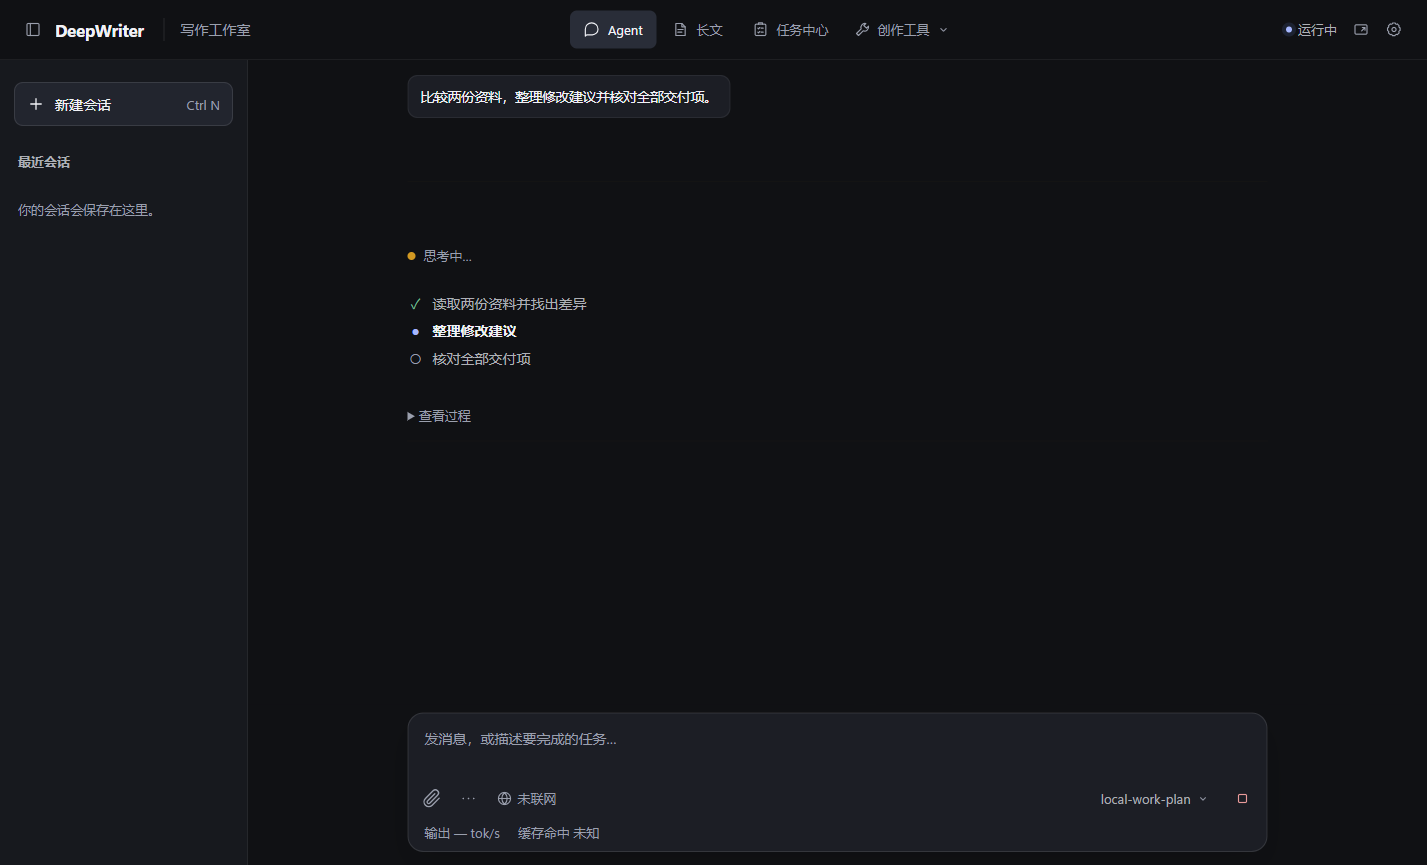 DeepWriter 写作工作室 Agent 长文 任务中心 创作工具 运行中
新建会话 Ctrl N
最近会话
你的会话会保存在这里。
比较两份资料，整理修改建议并核对全部交付项。
思考中...
读取两份资料并找出差异
整理修改建议
核对全部交付项
查看过程
发消息，或描述要完成的任务...
未联网 local-work-plan
输出 — tok/s 缓存命中 未知